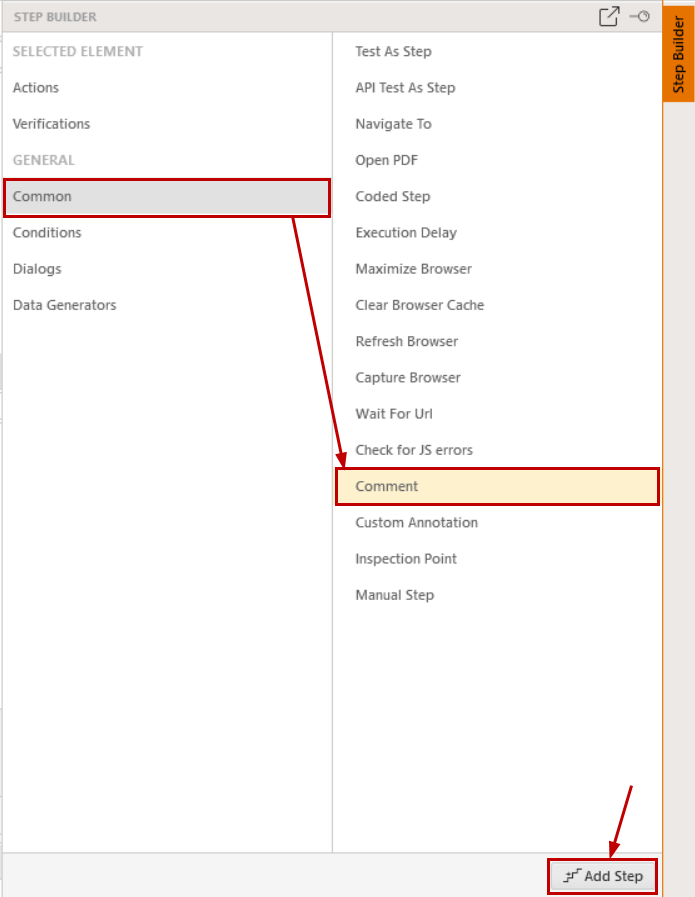 STEP BUILDER
SELECTED ELEMENT
Actions
Verifications
GENERAL
Common
Conditions
Dialogs
Data Generators
Test As Step
API Test As Step
Navigate To
Open PDF
Coded Step
Execution Delay
Maximize Browser
Clear Browser Cache
Refresh Browser
Capture Browser
Wait For Url
Check for JS errors
Comment
Custom Annotation
Inspection Point
Manual Step
Add Step
Step Builder